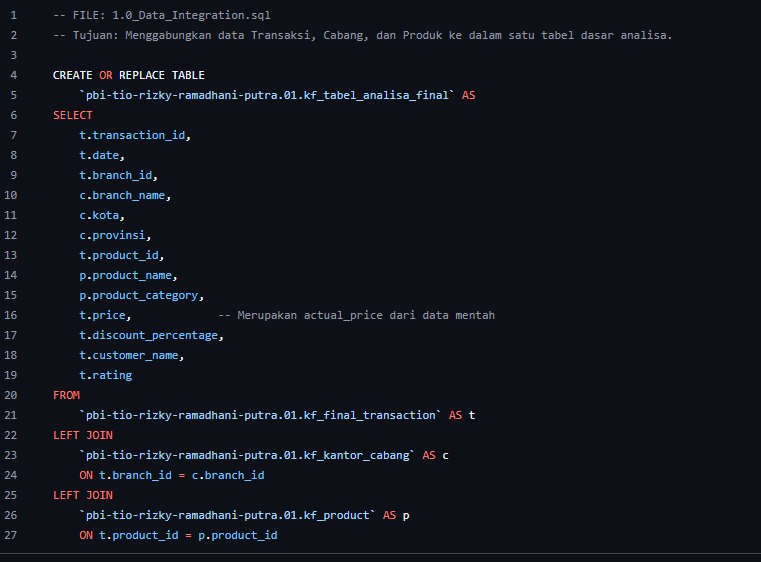 1 -- FILE: 1.0_Data_Integration.sql
2 -- Tujuan: Menggabungkan data Transaksi, Cabang, dan Produk ke dalam satu tabel dasar analisa.
3
4 CREATE OR REPLACE TABLE
5     `pbi-tio-rizky-ramadhani-putra.01.kf_tabel_analisa_final` AS
6 SELECT
7     t.transaction_id,
8     t.date,
9     t.branch_id,
10     c.branch_name,
11     c.kota,
12     c.provinsi,
13     t.product_id,
14     p.product_name,
15     p.product_category,
16     t.price,             -- Merupakan actual_price dari data mentah
17     t.discount_percentage,
18     t.customer_name,
19     t.rating
20 FROM
21     `pbi-tio-rizky-ramadhani-putra.01.kf_final_transaction` AS t
22 LEFT JOIN
23     `pbi-tio-rizky-ramadhani-putra.01.kf_kantor_cabang` AS c
24     ON t.branch_id = c.branch_id
25 LEFT JOIN
26     `pbi-tio-rizky-ramadhani-putra.01.kf_product` AS p
27     ON t.product_id = p.product_id